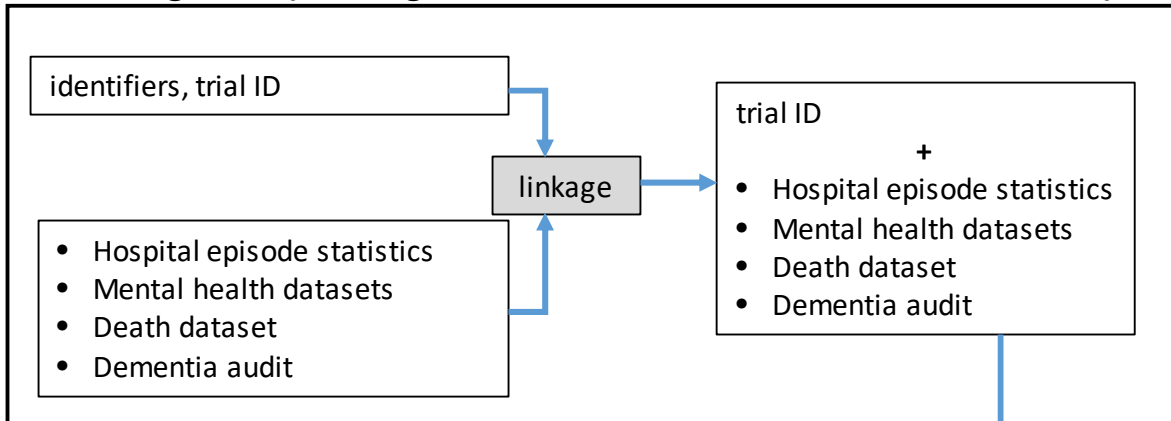 identifiers, trial ID
linkage
• Hospital episode statistics
• Mental health datasets
• Death dataset
• Dementia audit
trial ID
+
• Hospital episode statistics
• Mental health datasets
• Death dataset
• Dementia audit